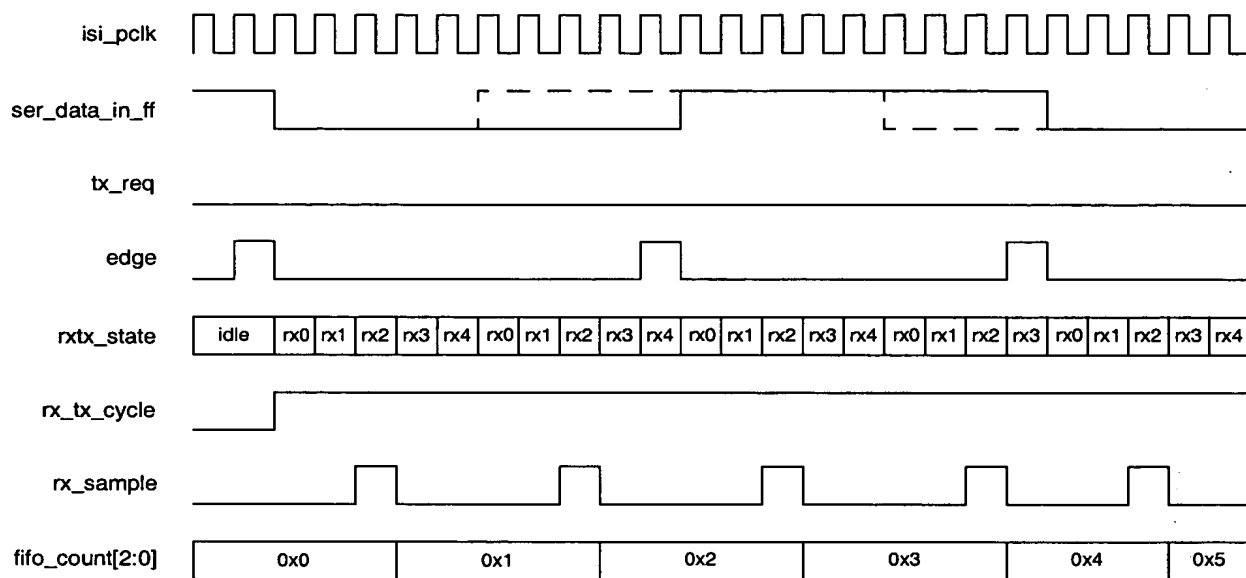 isi_pclk
ser_data_in_ff
tx_req
edge
rxtx_state idle rx0 rx1 rx2 rx3 rx4 rx0 rx1 rx2 rx3 rx4 rx0 rx1 rx2 rx3 rx4 rx0 rx1 rx2 rx3 rx0 rx1 rx2 rx3 rx4
rx_tx_cycle
rx_sample
fifo_count[2:0] 0x0 0x1 0x2 0x3 0x4 0x5